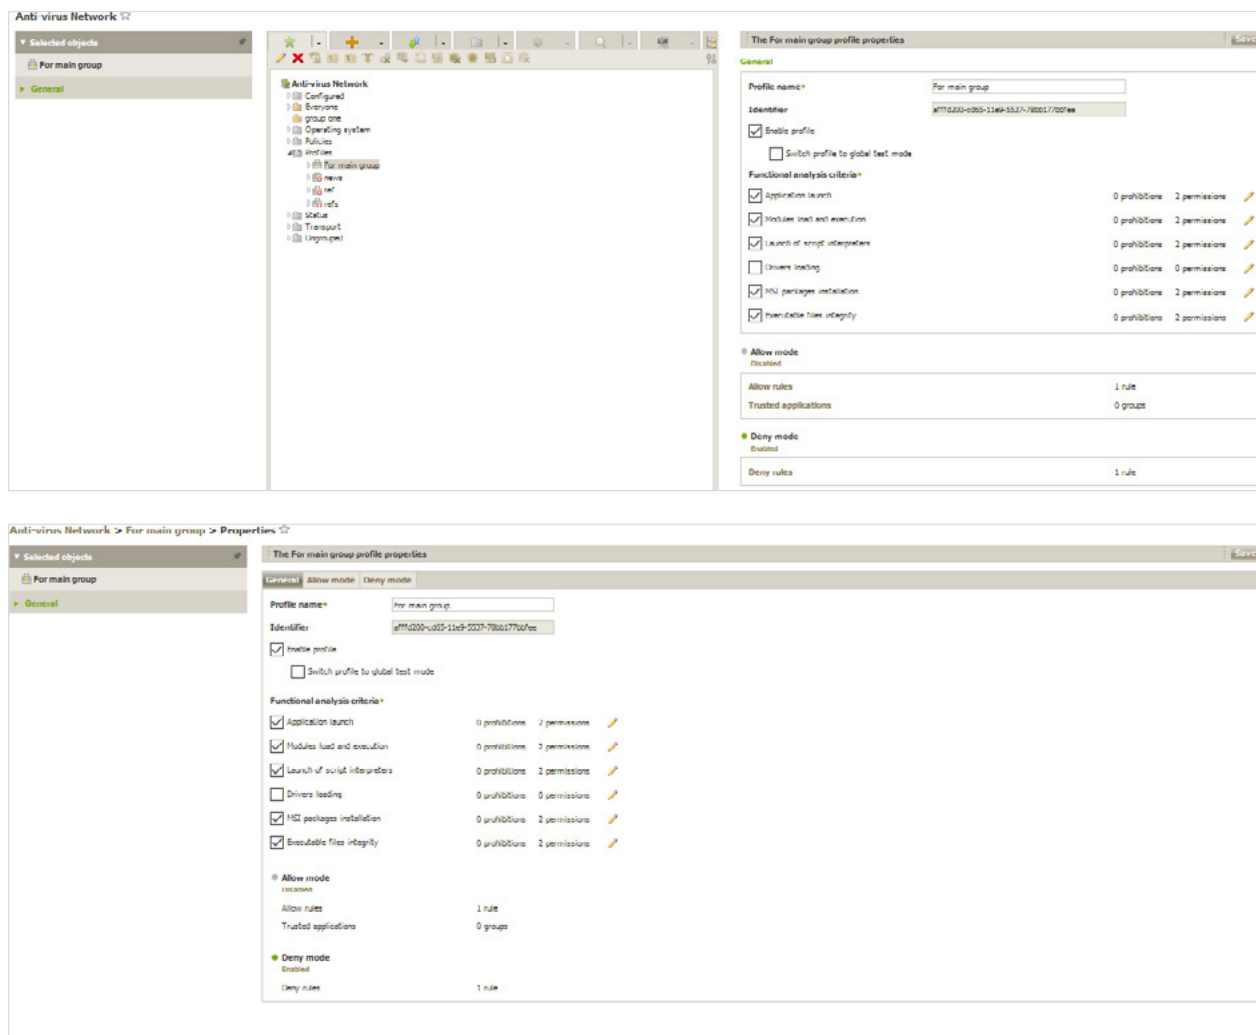 Anti-virus Network
Selected objects
For main group
General
Anti-virus Network
Configured
Everyone
group one
Operating system
Policies
Profiles
For main group
news
ref
refs
Status
Transport
Ungrouped
The For main group profile properties
Save
General
Profile name* For main group
Identifier
Enable profile
Switch profile to global test mode
Functional analysis criteria*
Application launch 0 prohibitions 2 permissions
Modules load and execution 0 prohibitions 2 permissions
Launch of script interpreters 0 prohibitions 2 permissions
Drivers loading 0 prohibitions 0 permissions
MSI packages installation 0 prohibitions 2 permissions
Executable files integrity 0 prohibitions 2 permissions
Allow mode
Disabled
Allow rules 1 rule
Trusted applications 0 groups
Deny mode
Enabled
Deny rules 1 rule
Anti-virus Network > For main group > Properties
Selected objects
For main group
General
The For main group profile properties
Save
General Allow mode Deny mode
Profile name* For main group
Identifier
Enable profile
Switch profile to global test mode
Functional analysis criteria*
Application launch 0 prohibitions 2 permissions
Modules load and execution 0 prohibitions 2 permissions
Launch of script interpreters 0 prohibitions 2 permissions
Drivers loading 0 prohibitions 0 permissions
MSI packages installation 0 prohibitions 2 permissions
Executable files integrity 0 prohibitions 2 permissions
Allow mode
Disabled
Allow rules 1 rule
Trusted applications 0 groups
Deny mode
Enabled
Deny rules 1 rule